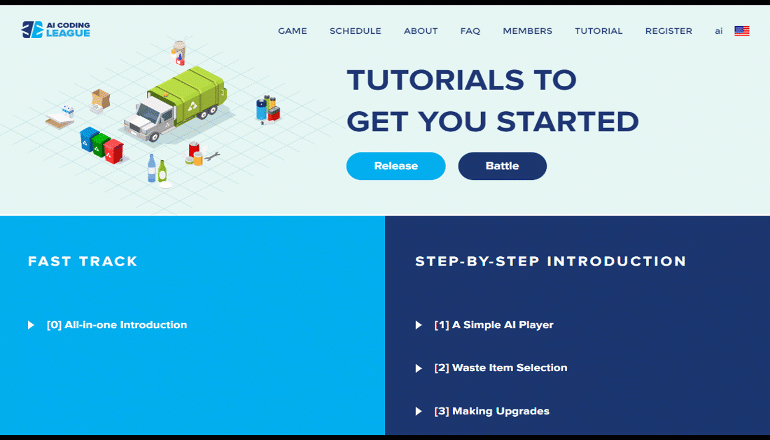 AI CODING
LEAGUE
GAME SCHEDULE ABOUT FAQ MEMBERS TUTORIAL REGISTER ai
TUTORIALS TO
GET YOU STARTED
Release Battle
FAST TRACK
[0] All-in-one Introduction
STEP-BY-STEP INTRODUCTION
[1] A Simple AI Player
[2] Waste Item Selection
[3] Making Upgrades